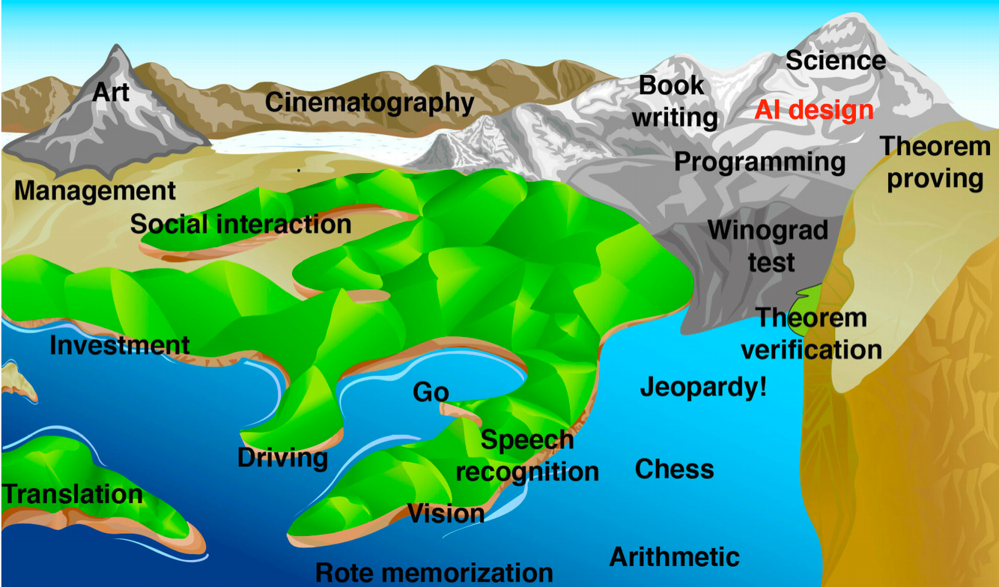 Science
Art
Book
writing
Cinematography
AI design
Theorem
proving
Programming
Management
Social interaction
Winograd
test
Theorem
verification
Investment
Jeopardy!
Go
Speech
recognition
Driving
Chess
Translation
Vision
Arithmetic
Rote memorization